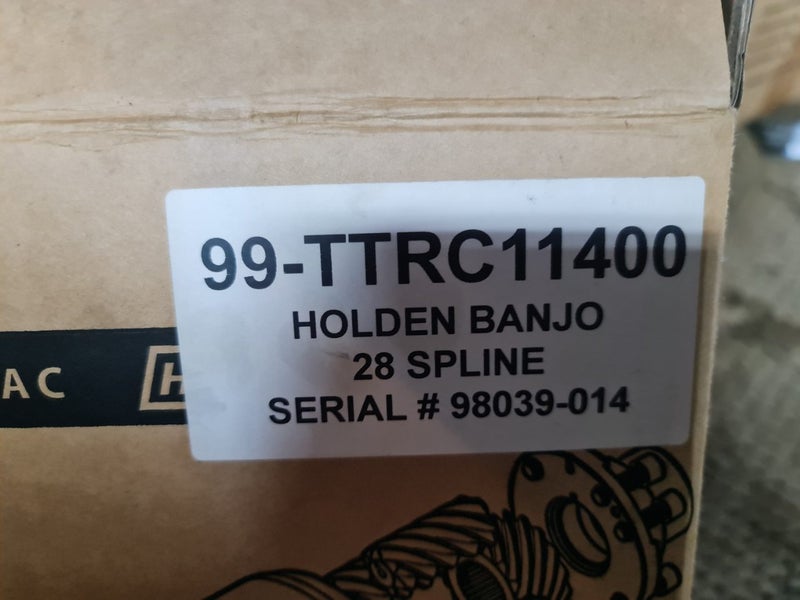 99-TTRC11400
HOLDEN BANJO
28 SPLINE
SERIAL # 98039-014
AC H